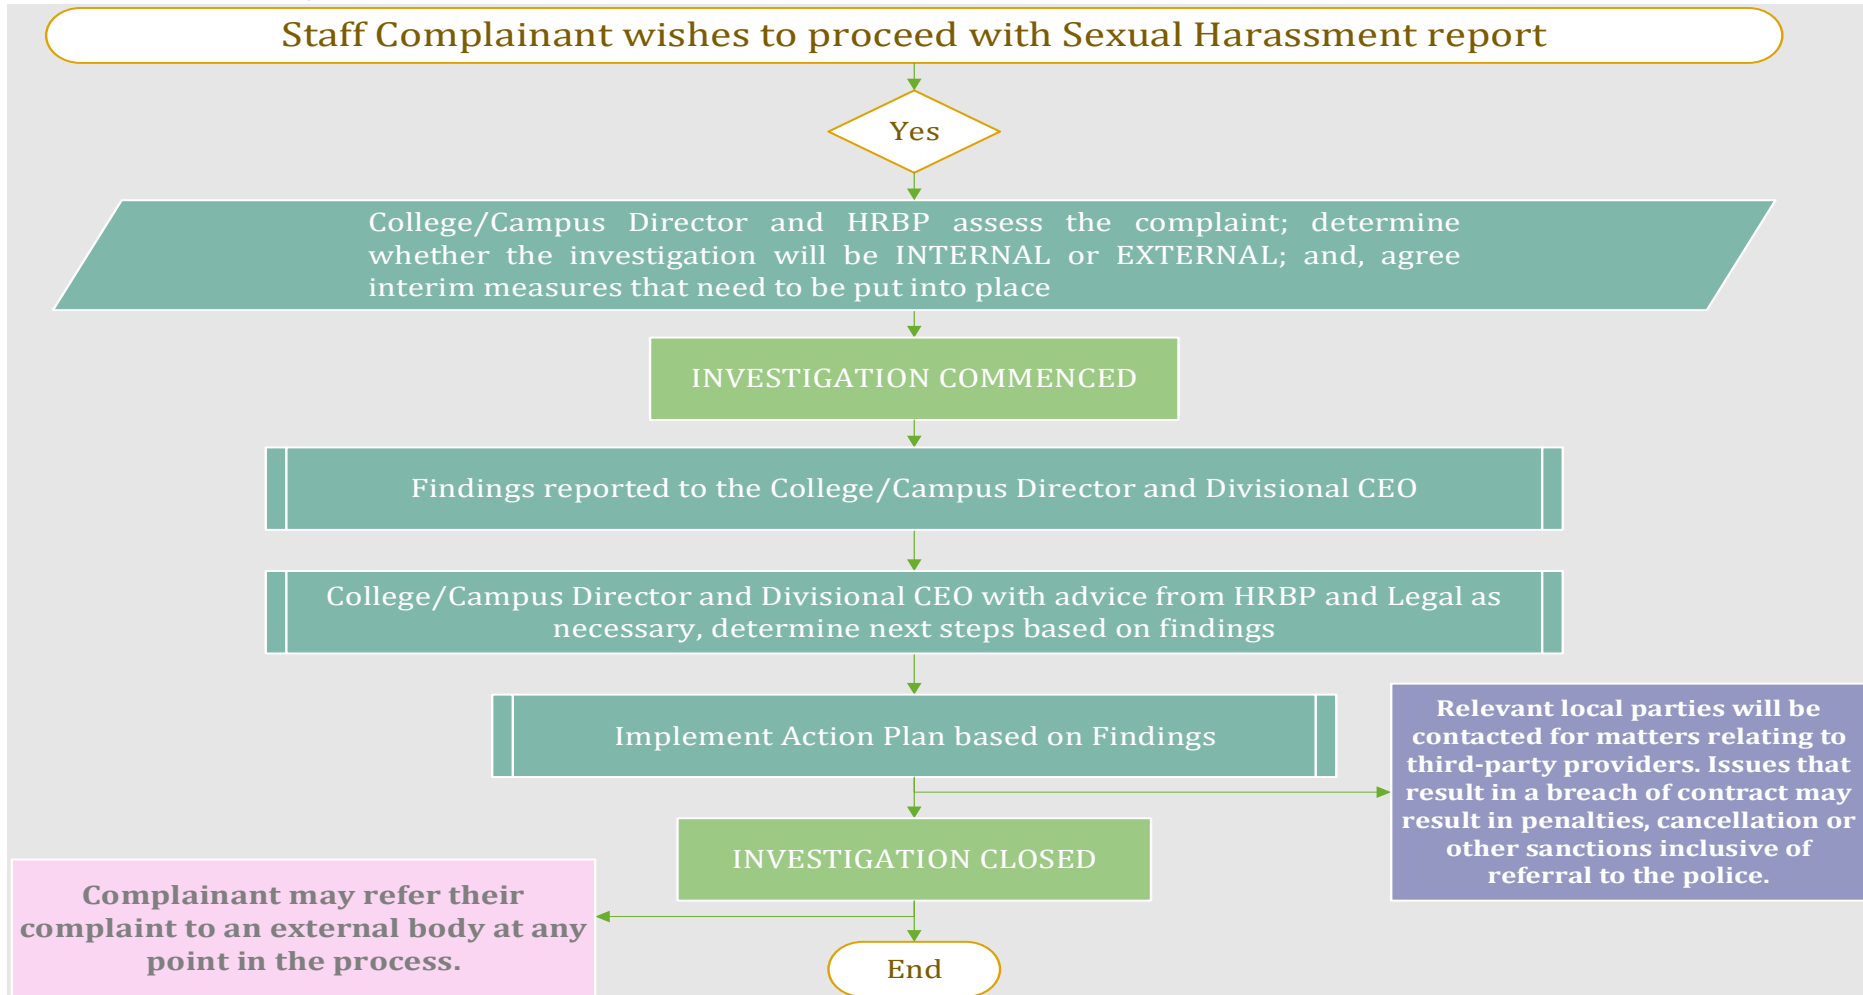 Staff Complainant wishes to proceed with Sexual Harassment report
Yes
College/Campus Director and HRBP assess the complaint; determine
whether the investigation will be INTERNAL or EXTERNAL; and, agree
interim measures that need to be put into place
INVESTIGATION COMMENCED
Findings reported to the College/Campus Director and Divisional CEO
College/Campus Director and Divisional CEO with advice from HRBP and Legal as
necessary, determine next steps based on findings
Implement Action Plan based on Findings
Relevant local parties will be
contacted for matters relating to
third-party providers. Issues that
result in a breach of contract may
result in penalties, cancellation or
other sanctions inclusive of
referral to the police.
INVESTIGATION CLOSED
Complainant may refer their
complaint to an external body at any
point in the process.
End